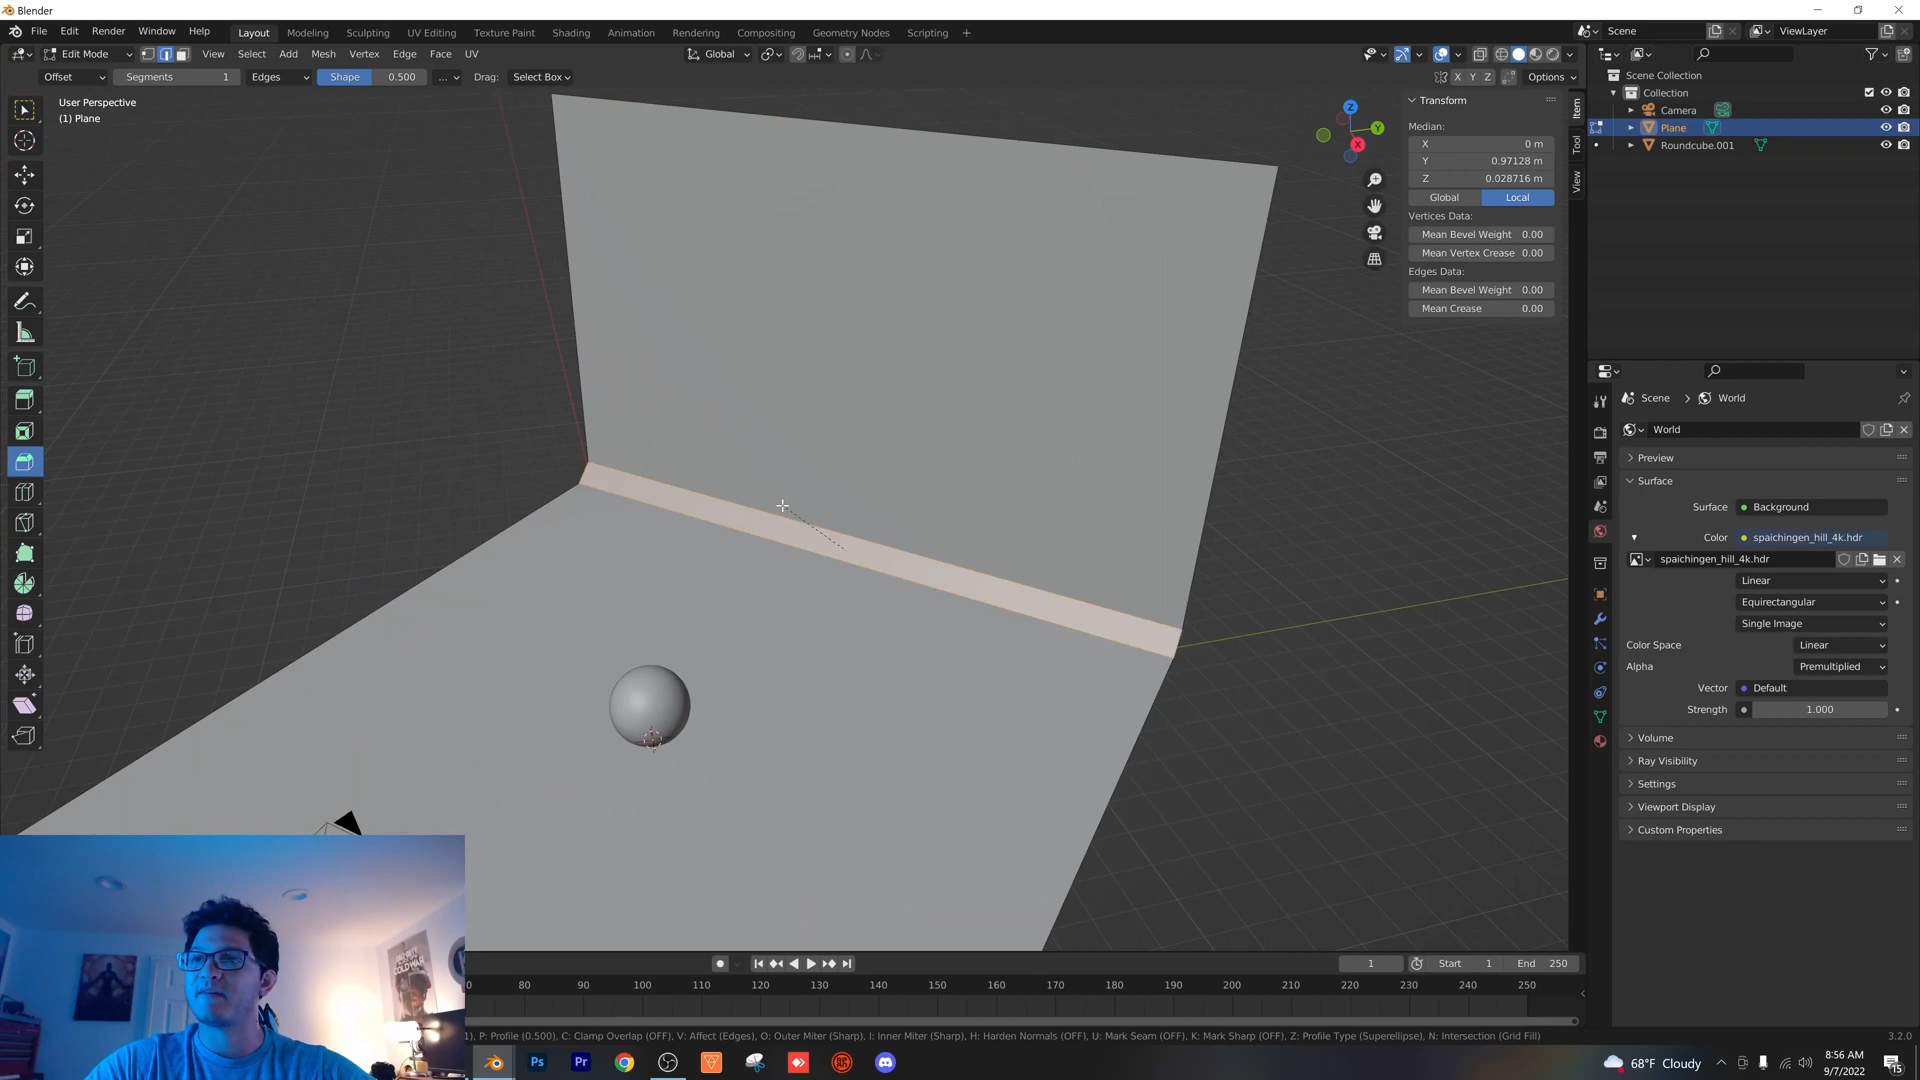 Blender
File Edit Render Window Help Layout Modeling Sculpting UV Editing Texture Paint Shading Animation Rendering Compositing Geometry Nodes Scripting + Scene ViewLayer
Edit Mode View Select Add Mesh Vertex Edge Face UV Global
Offset Segments 1 Edges Shape 0.500 ... Drag: Select Box X Y Z Options
User Perspective
(1) Plane
Z
Y
X
Transform
Median:
X 0 m
Y 0.97128 m
Z 0.028716 m
Global Local
Vertices Data:
Mean Bevel Weight 0.00
Mean Vertex Crease 0.00
Edges Data:
Mean Bevel Weight 0.00
Mean Crease 0.00
Item
Tool
View
Scene Collection
Collection
Camera
Plane
Roundcube.001
Scene > World
World
Preview
Surface
Surface Background
Color spaichingen_hill_4k.hdr
spaichingen_hill_4k.hdr
Linear
Equirectangular
Single Image
Color Space Linear
Alpha Premultiplied
Vector Default
Strength 1.000
Volume
Ray Visibility
Settings
Viewport Display
Custom Properties
1 Start 1 End 250
0 80 90 100 110 120 130 140 150 160 170 180 190 200 210 220 230 240 250
1), P: Profile (0.500), C: Clamp Overlap (OFF), V: Affect (Edges), O: Outer Miter (Sharp), I: Inner Miter (Sharp), H: Harden Normals (OFF), U: Mark Seam (OFF), K: Mark Sharp (OFF), Z: Profile Type (Superellipse), N: Intersection (Grid Fill)
3.2.0
COLD WAR
Ps Pr
68°F Cloudy
8:56 AM
9/7/2022
15